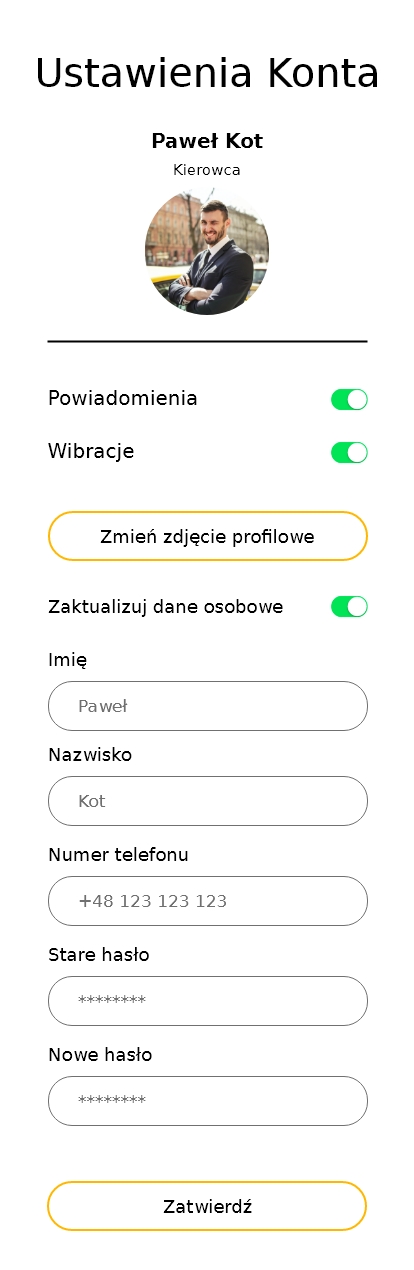 Ustawienia Konta
Paweł Kot
Kierowca
Powiadomienia
Wibracje
Zmień zdjęcie profilowe
Zaktualizuj dane osobowe
Imię
Paweł
Nazwisko
Kot
Numer telefonu
+48 123 123 123
Stare hasło
********
Nowe hasło
********
Zatwierdź